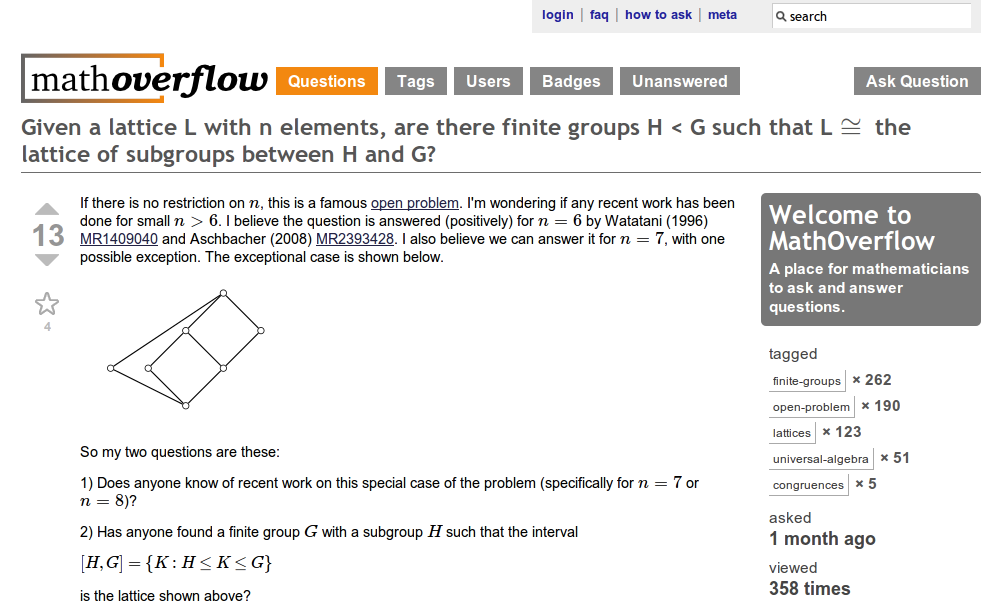 login | faq | how to ask | meta
search
mathoverflow
Questions Tags Users Badges Unanswered Ask Question
Given a lattice L with n elements, are there finite groups H < G such that L ≅ the
lattice of subgroups between H and G?
If there is no restriction on n, this is a famous open problem. I'm wondering if any recent work has been
done for small n > 6. I believe the question is answered (positively) for n = 6 by Watatani (1996)
MR1409040 and Aschbacher (2008) MR2393428. I also believe we can answer it for n = 7, with one
possible exception. The exceptional case is shown below.
13
4
So my two questions are these:
1) Does anyone know of recent work on this special case of the problem (specifically for n = 7 or
n = 8)?
2) Has anyone found a finite group G with a subgroup H such that the interval
[H, G] = {K : H ≤ K ≤ G}
is the lattice shown above?
Welcome to
MathOverflow
A place for mathematicians
to ask and answer
questions.
tagged
finite-groups × 262
open-problem × 190
lattices × 123
universal-algebra × 51
congruences × 5
asked
1 month ago
viewed
358 times